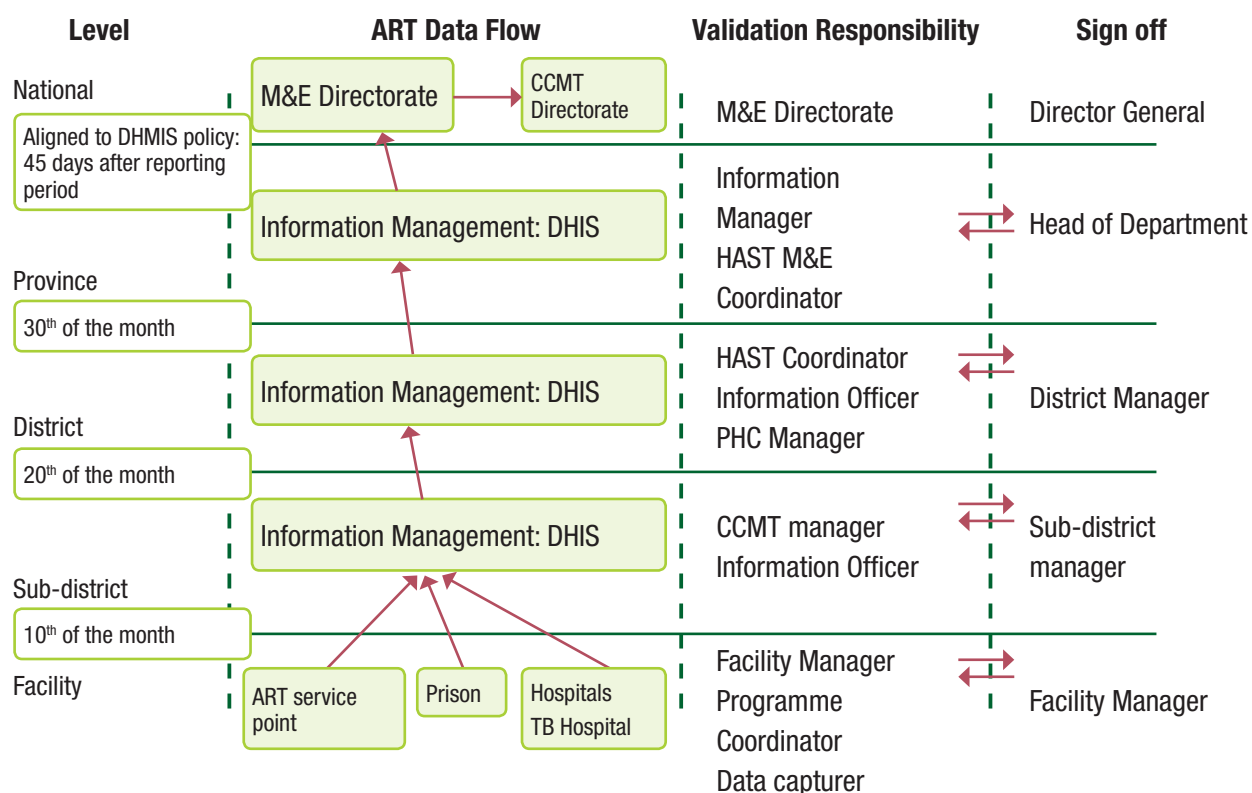 Level
ART Data Flow
Validation Responsibility
Sign off
National
Aligned to DHMIS policy:
45 days after reporting
period
M&E Directorate
CCMT
Directorate
M&E Directorate
Director General
Information Management: DHIS
Information
Manager
HAST M&E
Coordinator
Head of Department
Province
30th of the month
Information Management: DHIS
HAST Coordinator
Information Officer
PHC Manager
District Manager
District
20th of the month
Information Management: DHIS
CCMT manager
Information Officer
Sub-district
manager
Sub-district
10th of the month
Facility
ART service
point
Prison
Hospitals
TB Hospital
Facility Manager
Programme
Coordinator
Data capturer
Facility Manager